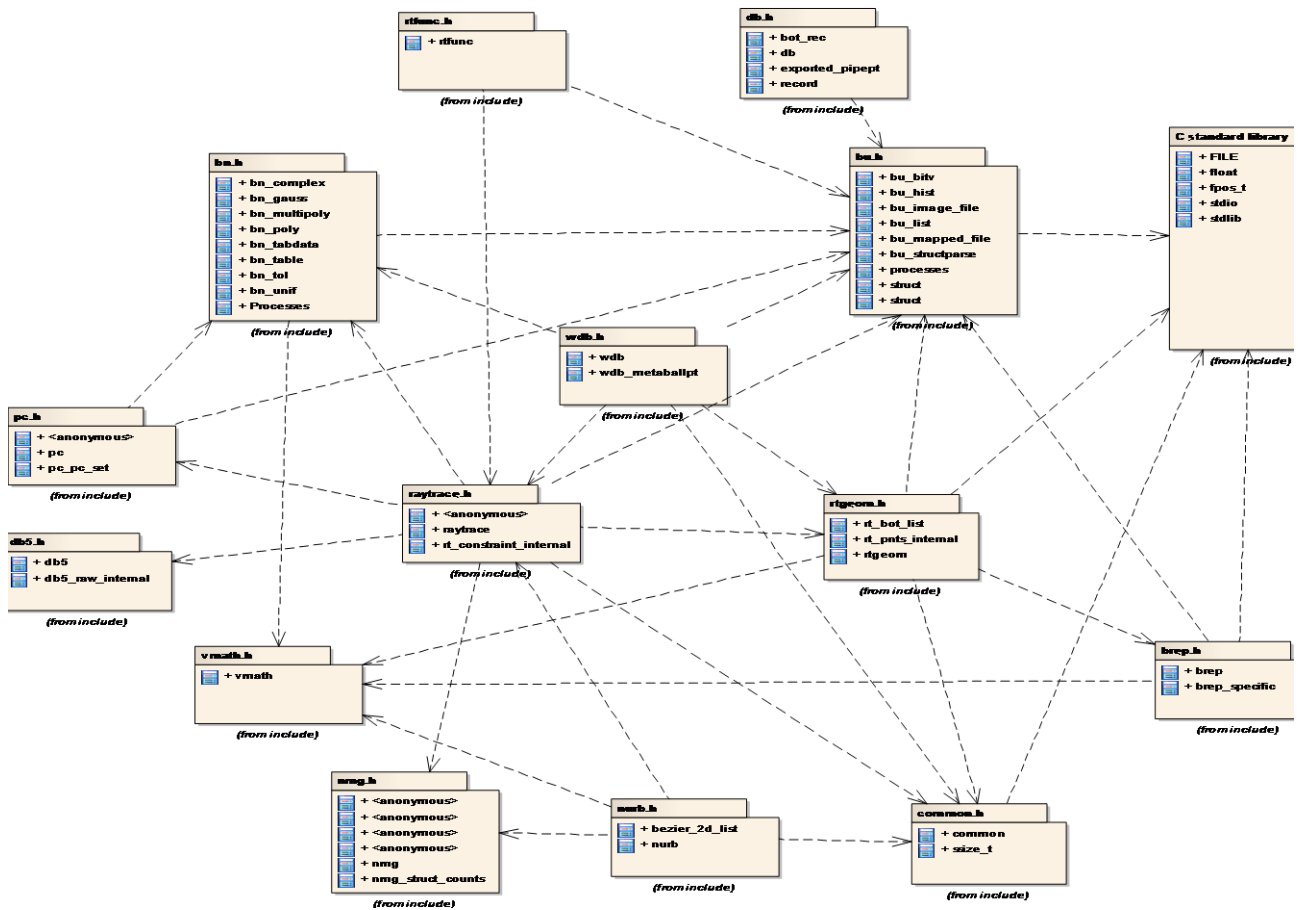 rtfunc.h
+ rtfunc
(from include)
db.h
+ bot_rec
+ db
+ exported_pipept
+ record
(from include)
C standard library
+ FILE
+ float
+ fpos_t
+ stdio
+ stdlib
(from include)
bn.h
+ bn_complex
+ bn_gauss
+ bn_multipoly
+ bn_poly
+ bn_tabdata
+ bn_table
+ bn_tol
+ bn_unif
+ Processes
(from include)
bu.h
+ bu_bitv
+ bu_hist
+ bu_image_file
+ bu_list
+ bu_mapped_file
+ bu_structparse
+ processes
+ struct
+ struct
(from include)
wdb.h
+ wdb
+ wdb_metaballpt
(from include)
pc.h
+ <anonymous>
+ pc
+ pc_pc_set
(from include)
raytrace.h
+ <anonymous>
+ raytrace
+ rt_constraint_internal
(from include)
rtgeom.h
+ rt_bot_list
+ rt_pnts_internal
+ rtgeom
(from include)
db5.h
+ db5
+ db5_raw_internal
(from include)
vmath.h
+ vmath
(from include)
brep.h
+ brep
+ brep_specific
(from include)
nmg.h
+ <anonymous>
+ <anonymous>
+ <anonymous>
+ <anonymous>
+ nmg
+ nmg_struct_counts
(from include)
nurb.h
+ bezier_2d_list
+ nurb
(from include)
common.h
+ common
+ ssize_t
(from include)